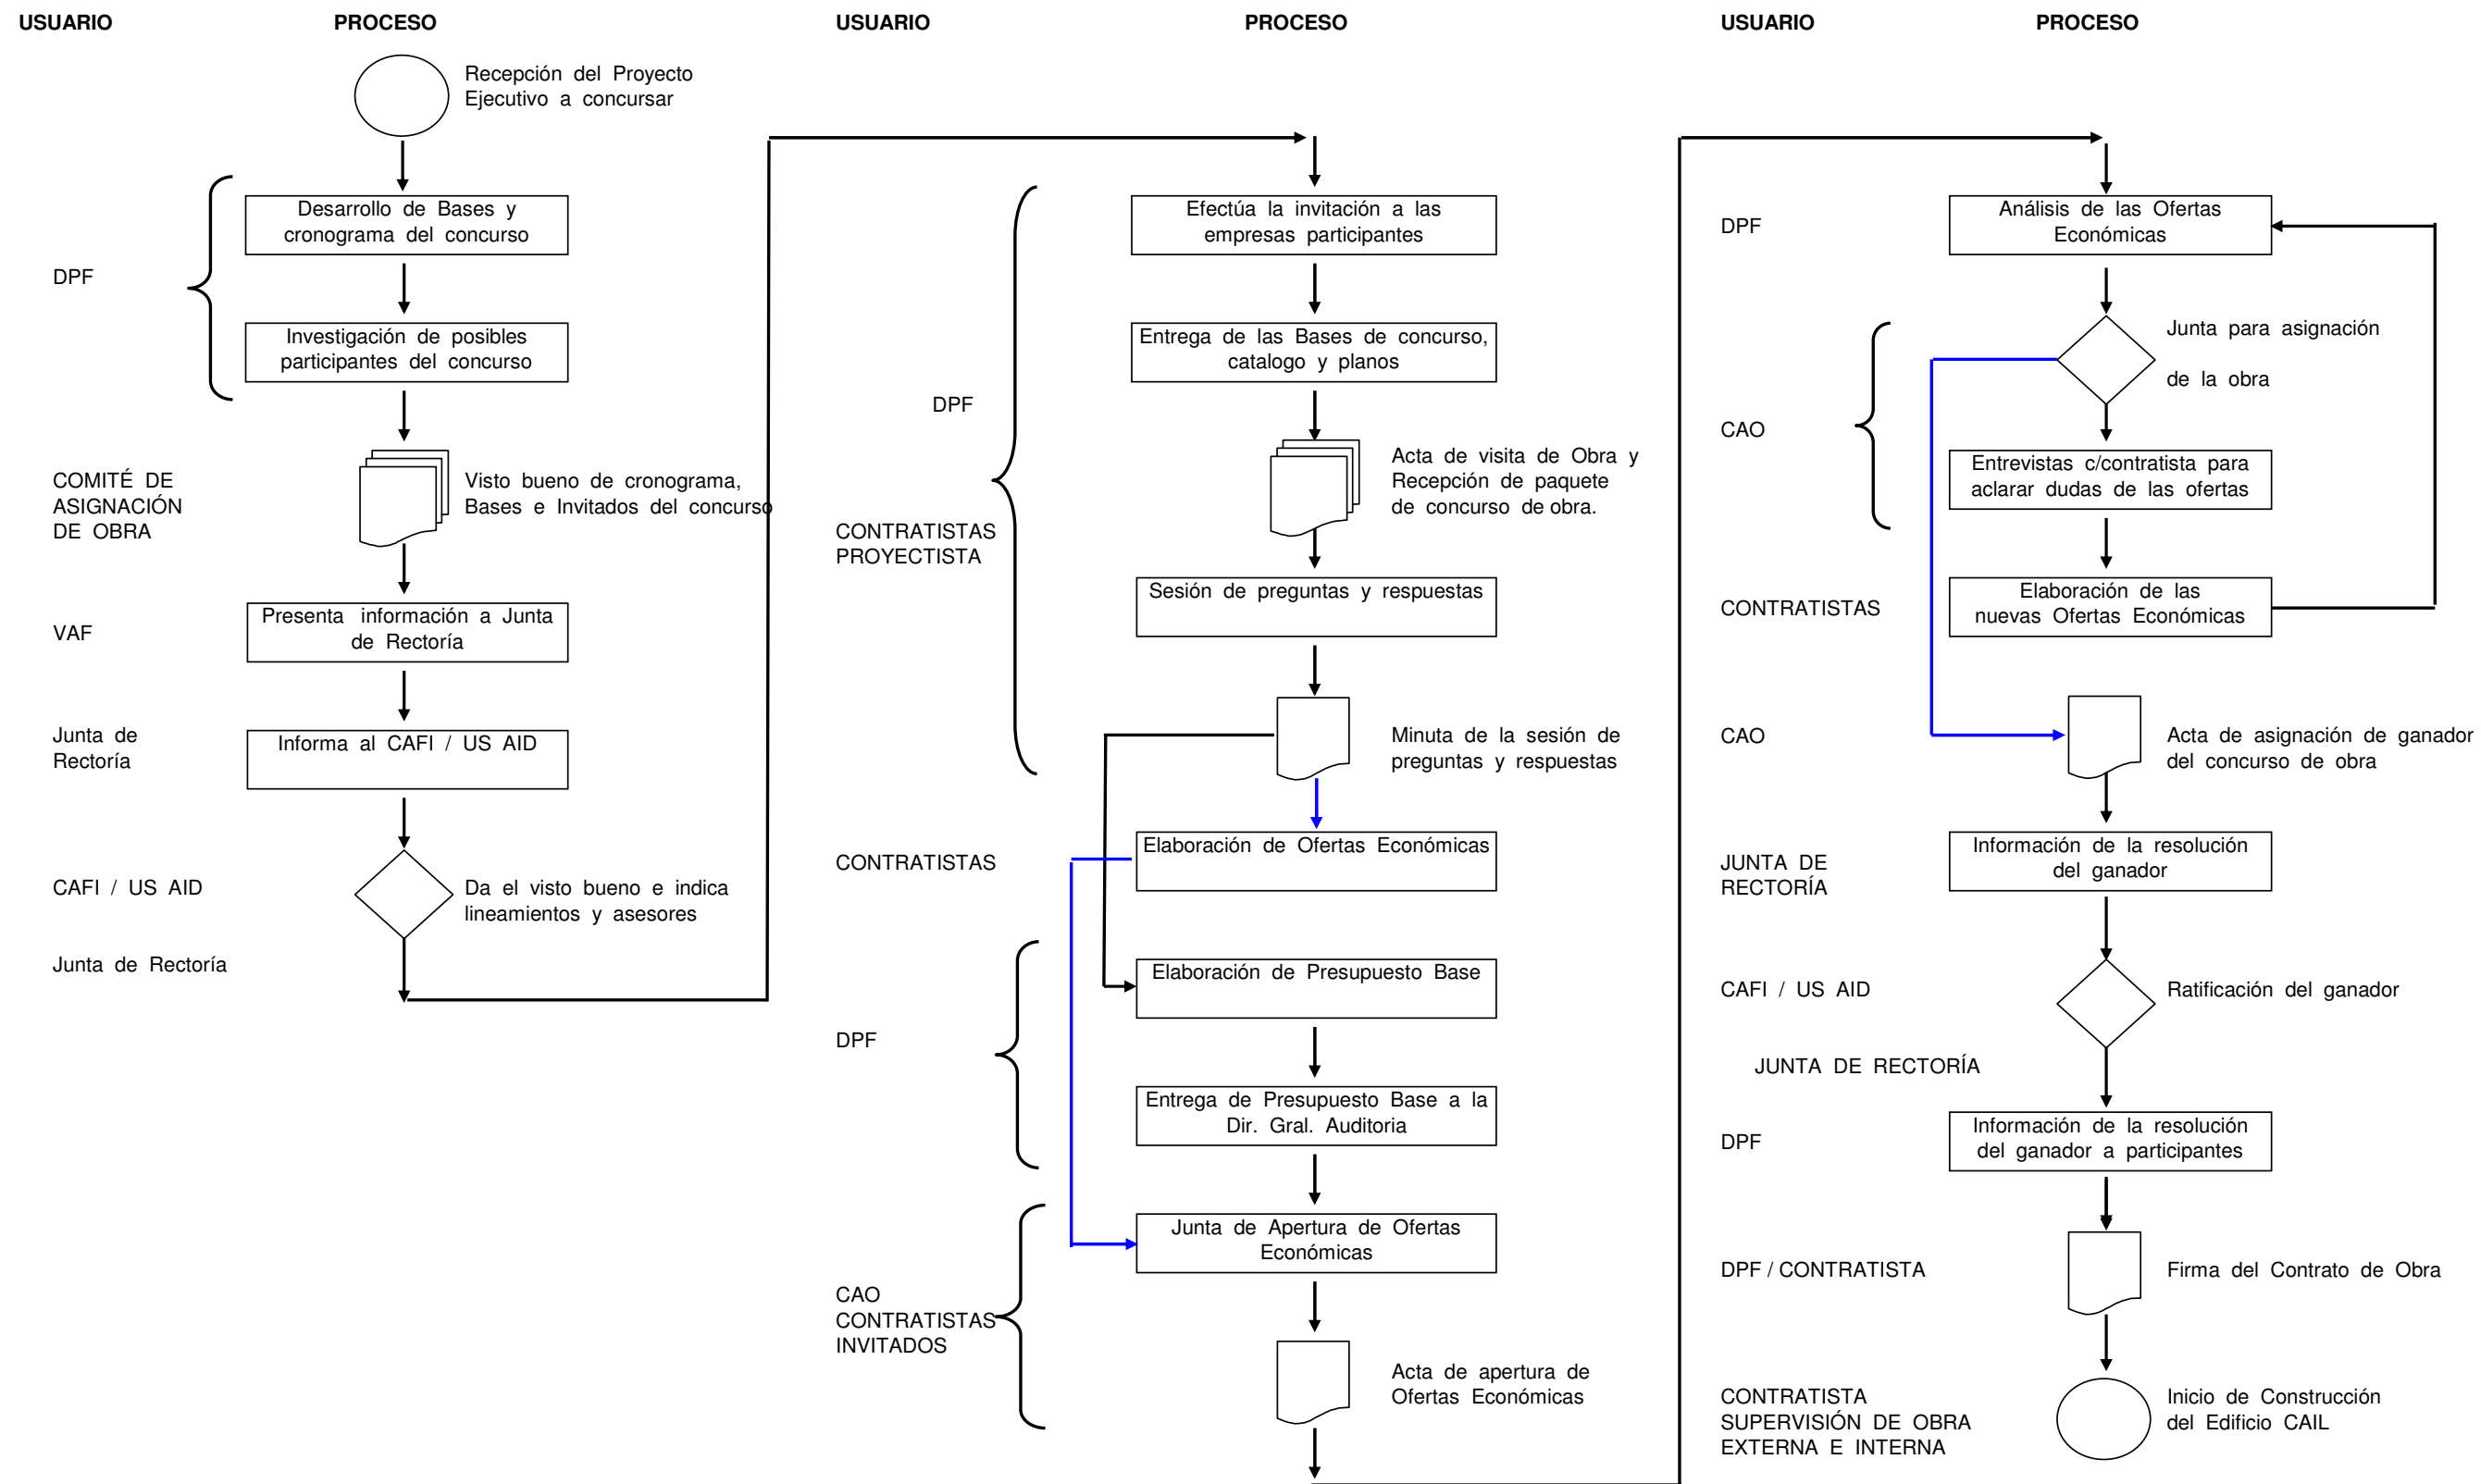 USUARIO
PROCESO
Recepción del Proyecto
Ejecutivo a concursar
DPF
Desarrollo de Bases y
cronograma del concurso
Investigación de posibles
participantes del concurso
COMITÉ DE
ASIGNACIÓN
DE OBRA
Visto bueno de cronograma,
Bases e Invitados del concurso
VAF
Presenta información a Junta
de Rectoría
Junta de
Rectoría
Informa al CAFI / US AID
CAFI / US AID
Da el visto bueno e indica
lineamientos y asesores
Junta de Rectoría
USUARIO
PROCESO
Efectúa la invitación a las
empresas participantes
Entrega de las Bases de concurso,
catalogo y planos
DPF
Acta de visita de Obra y
Recepción de paquete
de concurso de obra.
CONTRATISTAS
PROYECTISTA
Sesión de preguntas y respuestas
Minuta de la sesión de
preguntas y respuestas
CONTRATISTAS
Elaboración de Ofertas Económicas
Elaboración de Presupuesto Base
DPF
Entrega de Presupuesto Base a la
Dir. Gral. Auditoria
Junta de Apertura de Ofertas
Económicas
CAO
CONTRATISTAS
INVITADOS
Acta de apertura de
Ofertas Económicas
USUARIO
PROCESO
DPF
Análisis de las Ofertas
Económicas
Junta para asignación
de la obra
CAO
Entrevistas c/contratista para
aclarar dudas de las ofertas
CONTRATISTAS
Elaboración de las
nuevas Ofertas Económicas
CAO
Acta de asignación de ganador
del concurso de obra
JUNTA DE
RECTORÍA
Información de la resolución
del ganador
CAFI / US AID
Ratificación del ganador
JUNTA DE RECTORÍA
DPF
Información de la resolución
del ganador a participantes
DPF / CONTRATISTA
Firma del Contrato de Obra
CONTRATISTA
SUPERVISIÓN DE OBRA
EXTERNA E INTERNA
Inicio de Construcción
del Edificio CAIL